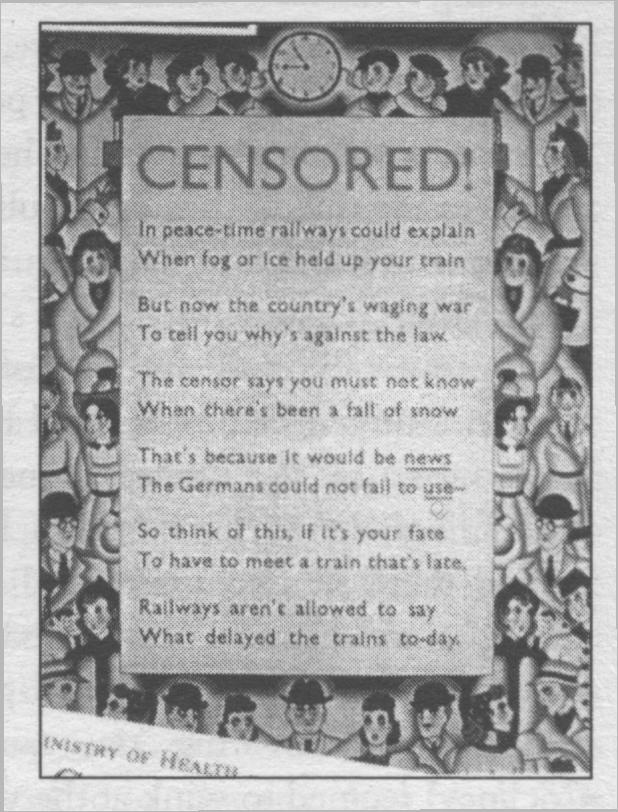 CENSORED!
In peace-time railways could explain
When fog or ice held up your train
But now the country's waging war
To tell you why's against the law.
The censor says you must not know
When there's been a fall of snow
That's because it would be news
The Germans could not fail to use—
So think of this, if it's your fate
To have to meet a train that's late,
Railways aren't allowed to say
What delayed the trains to-day.
INISTRY OF HEALTH